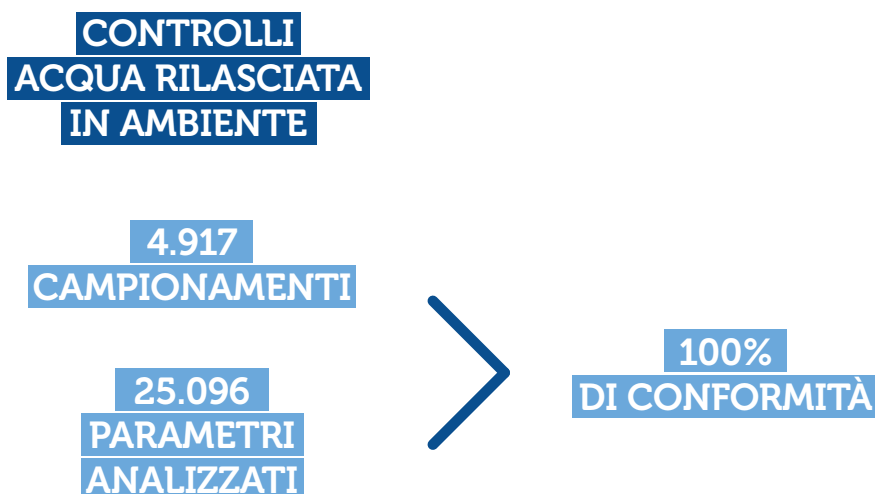 CONTROLLI
ACQUA RILASCIATA
IN AMBIENTE
4.917
CAMPIONAMENTI
25.096
PARAMETRI
ANALIZZATI
100%
DI CONFORMITÀ